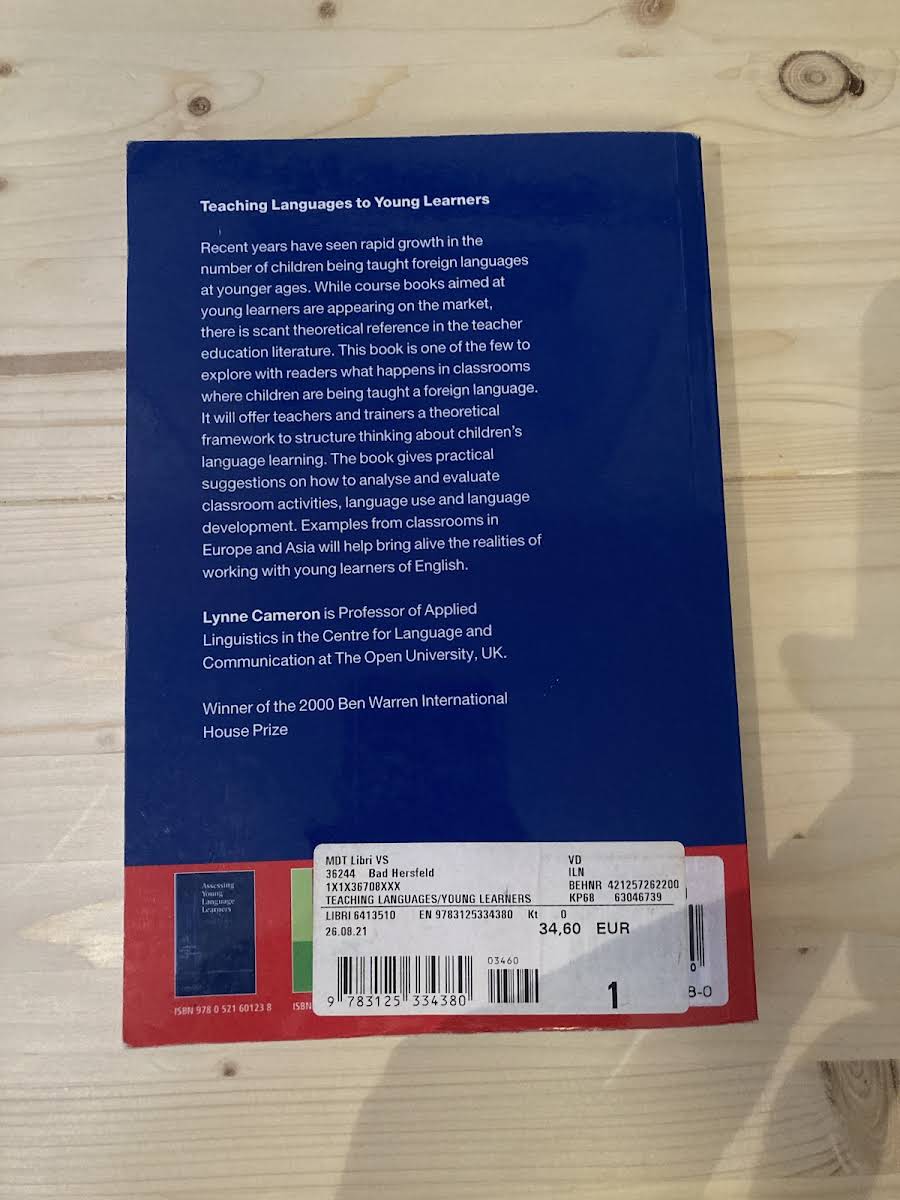 Teaching Languages to Young Learners
Recent years have seen rapid growth in the
number of children being taught foreign languages
at younger ages. While course books aimed at
young learners are appearing on the market,
there is scant theoretical reference in the teacher
education literature. This book is one of the few to
explore with readers what happens in classrooms
where children are being taught a foreign language.
It will offer teachers and trainers a theoretical
framework to structure thinking about children's
language learning. The book gives practical
suggestions on how to analyse and evaluate
classroom activities, language use and language
development. Examples from classrooms in
Europe and Asia will help bring alive the realities of
working with young learners of English.
Lynne Cameron is Professor of Applied
Linguistics in the Centre for Language and
Communication at The Open University, UK.
Winner of the 2000 Ben Warren International
House Prize
Assessing
Young
Language
Learners
ISBN 978 0 521 60123 8
ISBN
MDT Libri VS VD
36244 Bad Hersfeld ILN
1X1X36708XXX BEHNR 421257262200
TEACHING LANGUAGES/YOUNG LEARNERS KP68 63046739
LIBRI 6413510 EN 9783125334380 Kt 0
26.08.21 34,60 EUR
03460
9 783125 334380
1
0
8-0